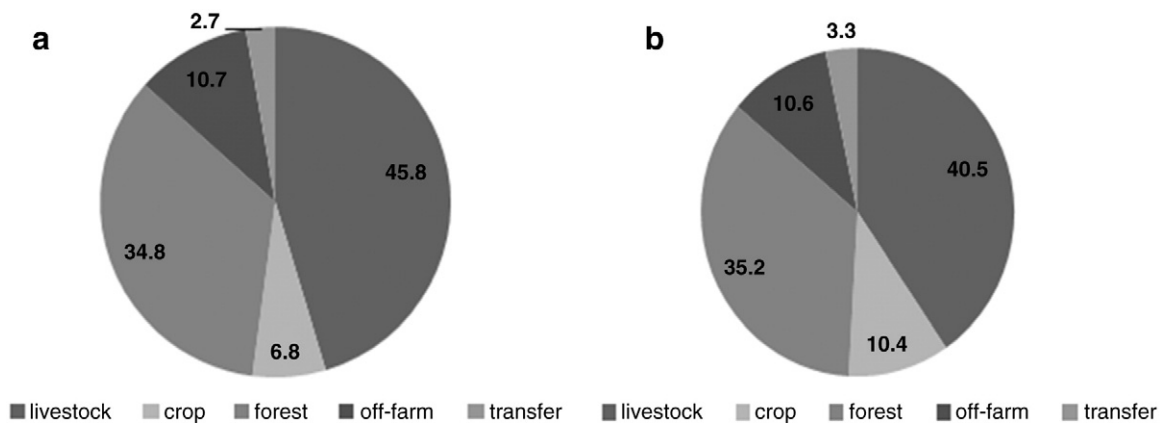 a
2.7
10.7
45.8
34.8
6.8
livestock crop forest off-farm transfer
b
3.3
10.6
40.5
35.2
10.4
livestock crop forest off-farm transfer